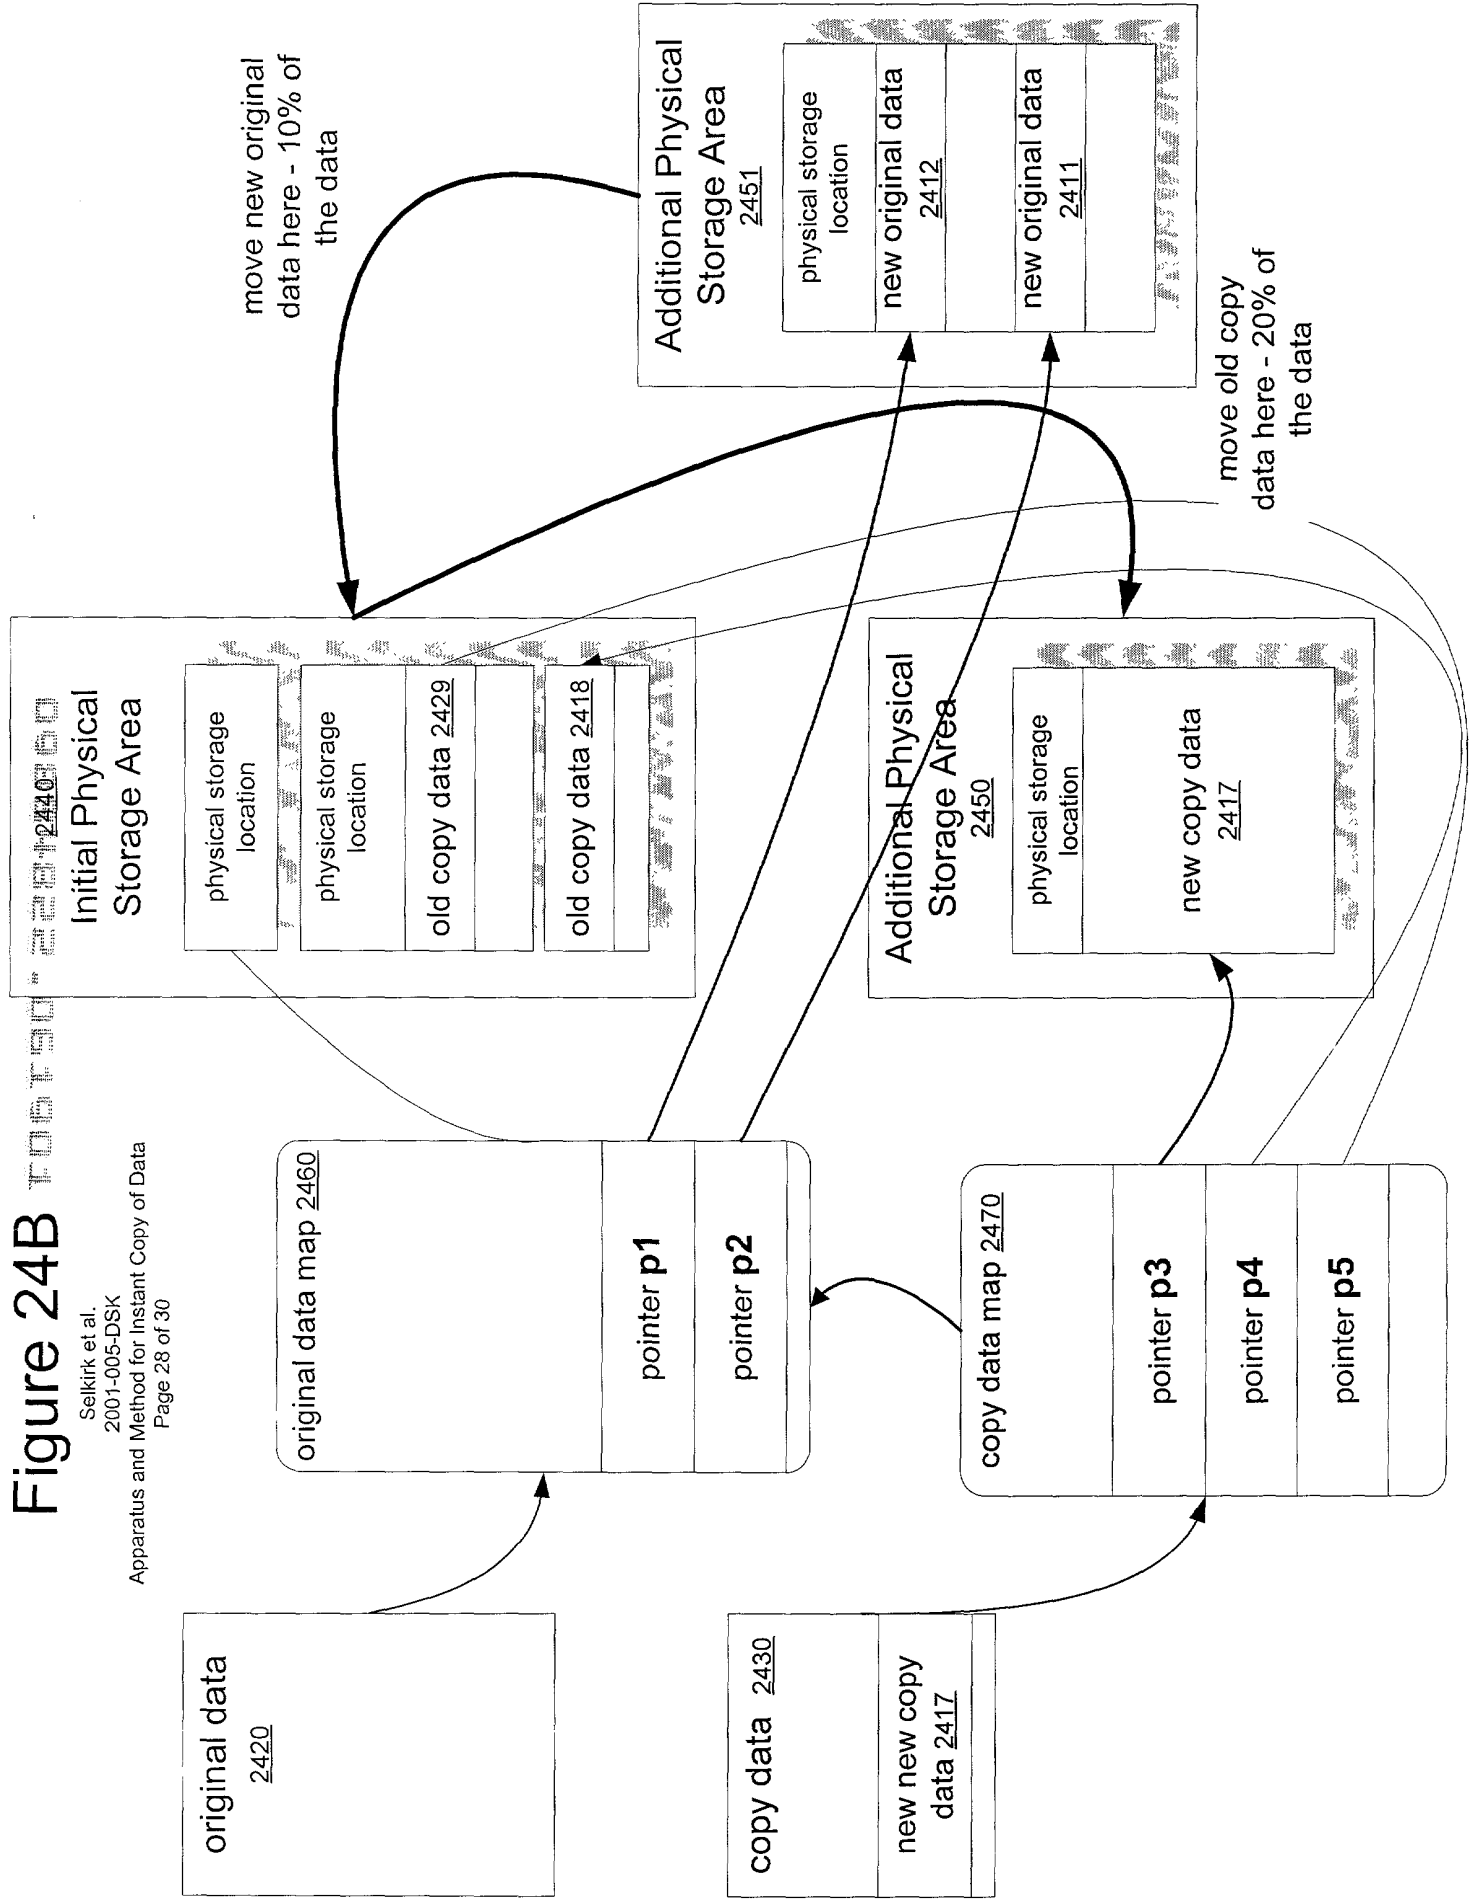 Figure 24B
Selkirk et al.
2001-005-DSK
Apparatus and Method for Instant Copy of Data
Page 28 of 30
original data
2420
copy data 2430
new new copy
data 2417
original data map 2460
pointer p1
pointer p2
copy data map 2470
pointer p3
pointer p4
pointer p5
2440
Initial Physical
Storage Area
physical storage
location
physical storage
location
old copy data 2429
old copy data 2418
Additional Physical
Storage Area
2450
physical storage
location
new copy data
2417
move new original
data here - 10% of
the data
Additional Physical
Storage Area
2451
physical storage
location
new original data
2412
new original data
2411
move old copy
data here - 20% of
the data